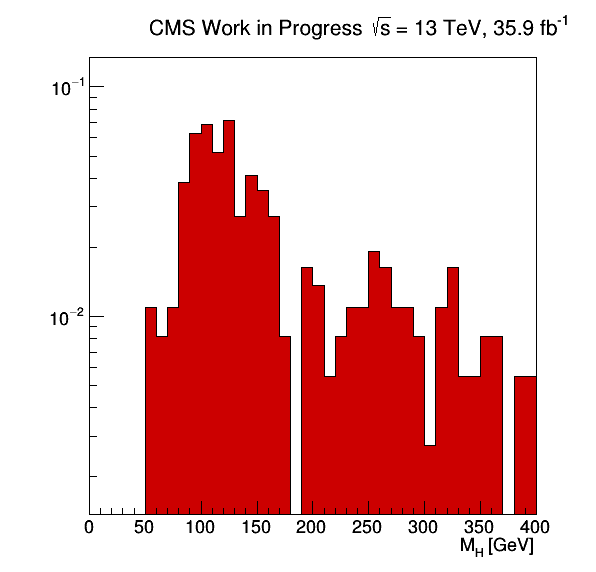 CMS Work in Progress √s = 13 TeV, 35.9 fb⁻¹
10⁻¹
10⁻²
0 50 100 150 200 250 300 350 400
M_H [GeV]